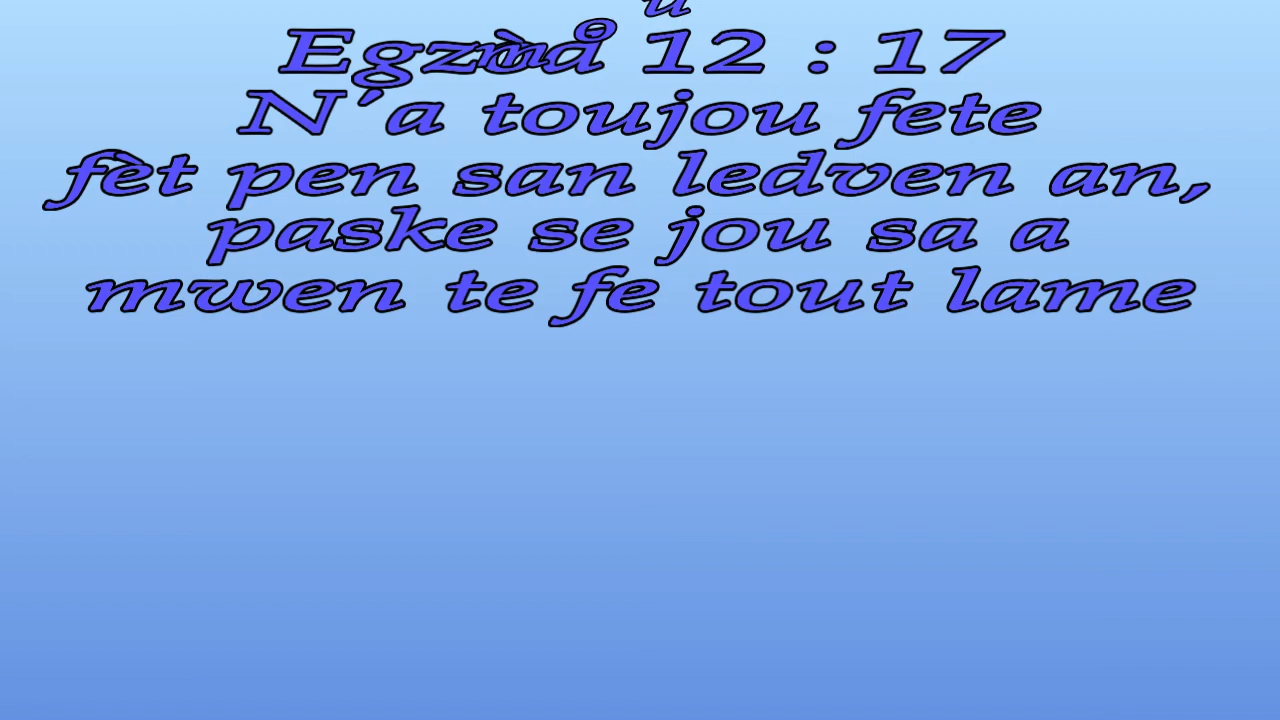 Egzòd 12 : 17
N'a toujou fete
fèt pen san ledven an,
paske se jou sa a
mwen te fe tout lame